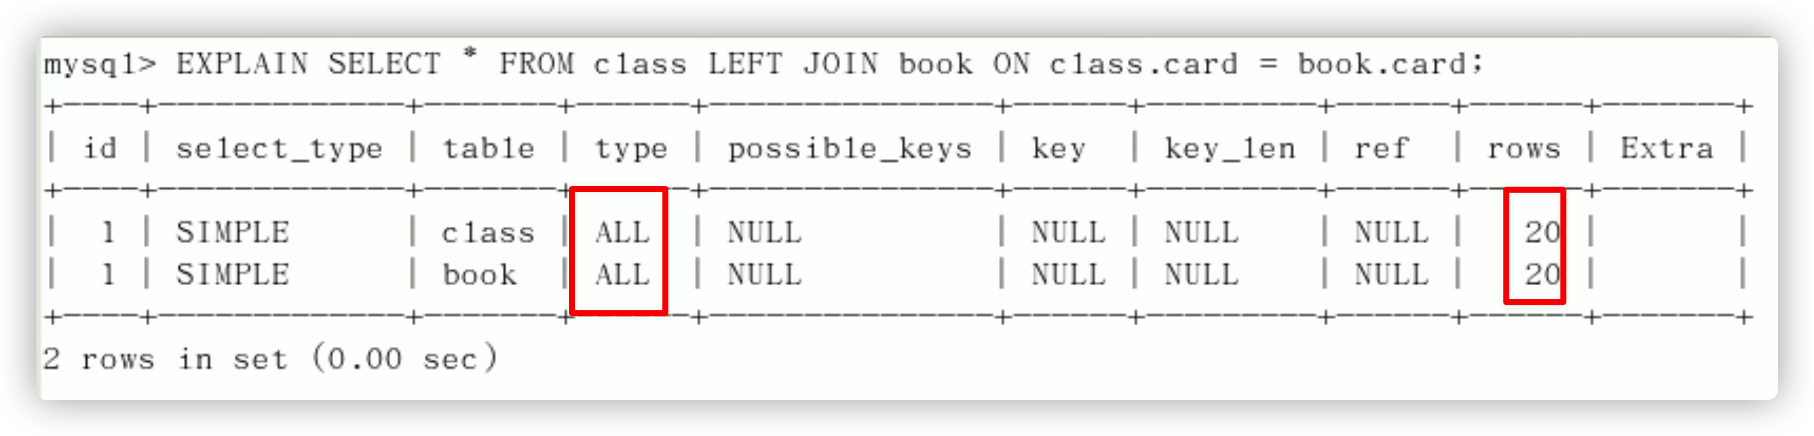 mysql> EXPLAIN SELECT * FROM class LEFT JOIN book ON class.card = book.card;
+----+-------------+-------+------+---------------+------+---------+------+------+-------+
| id | select_type | table | type | possible_keys | key  | key_len | ref  | rows | Extra |
+----+-------------+-------+------+---------------+------+---------+------+------+-------+
|  1 | SIMPLE      | class | ALL  | NULL          | NULL | NULL    | NULL |   20 |       |
|  1 | SIMPLE      | book  | ALL  | NULL          | NULL | NULL    | NULL |   20 |       |
+----+-------------+-------+------+---------------+------+---------+------+------+-------+
2 rows in set (0.00 sec)